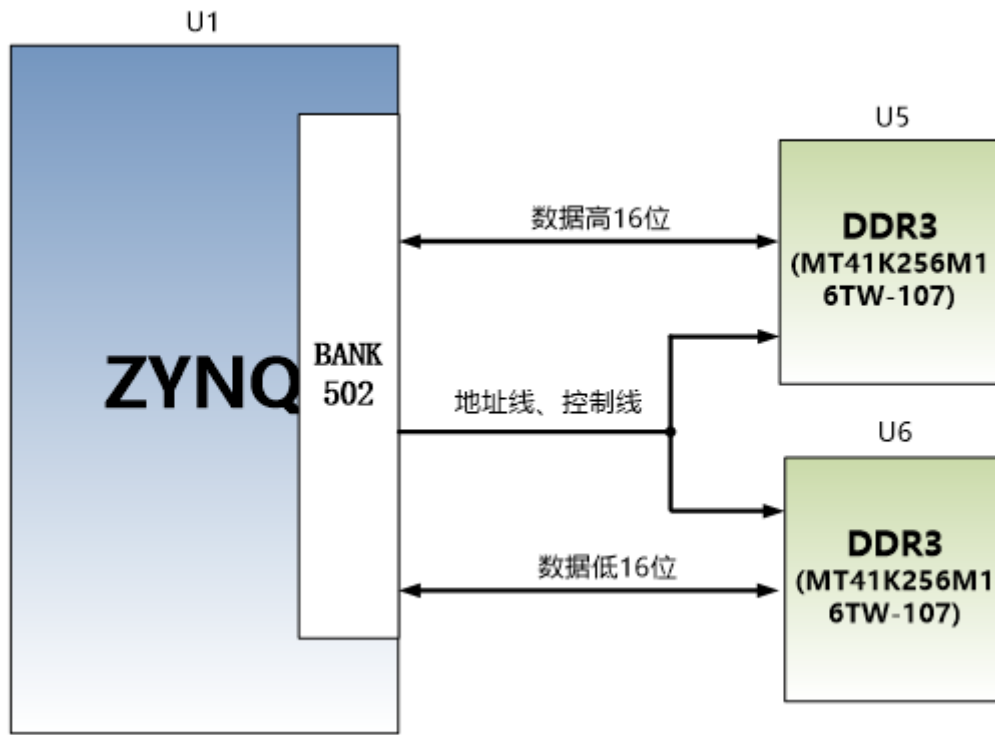 U1
ZYNQ
BANK
502
数据高16位
地址线、控制线
数据低16位
U5
DDR3
(MT41K256M1
6TW-107)
U6
DDR3
(MT41K256M1
6TW-107)